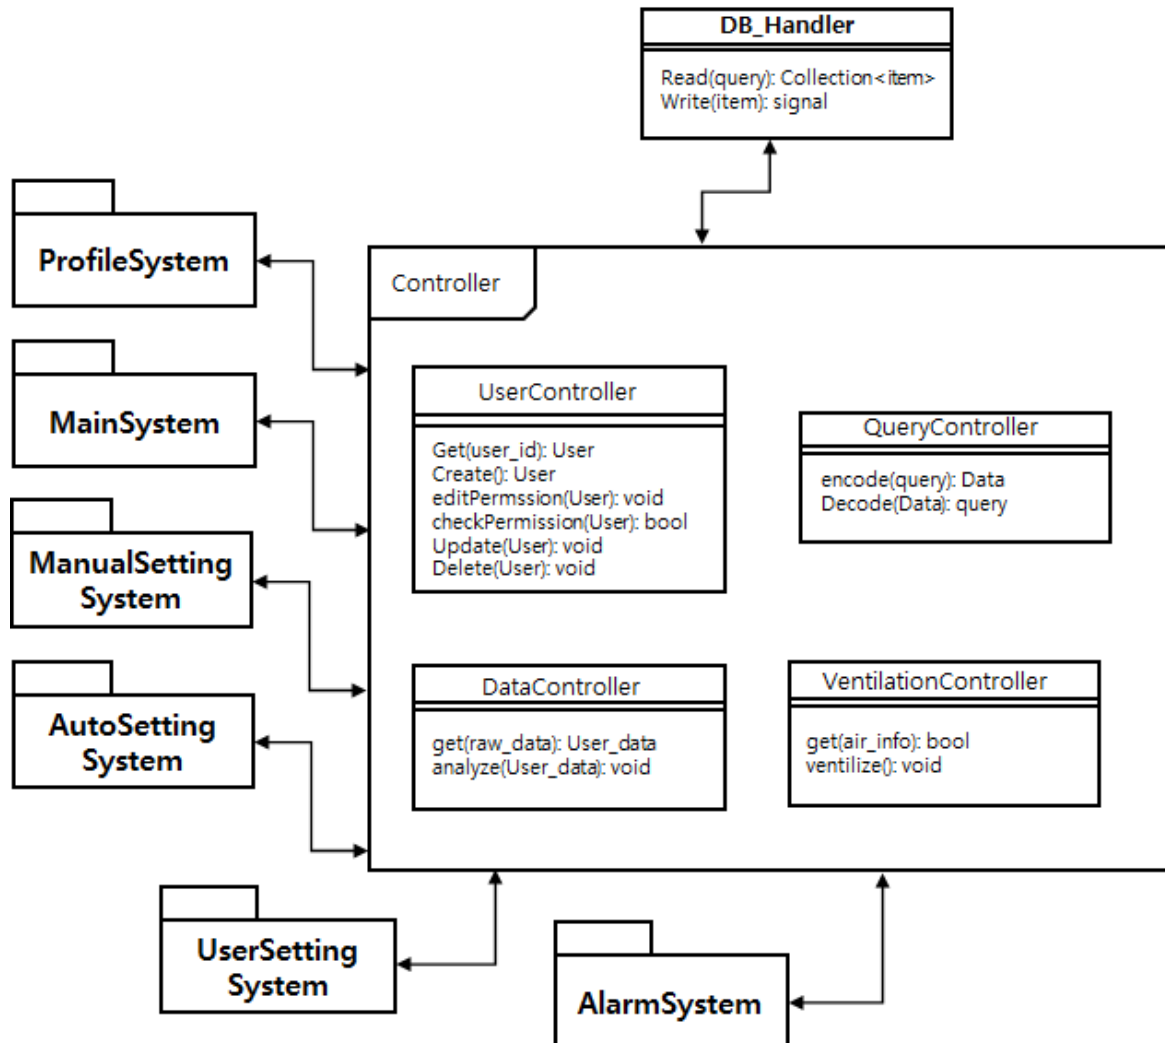 DB_Handler
Read(query): Collection<item>
Write(item): signal
ProfileSystem
MainSystem
ManualSetting
System
AutoSetting
System
Controller
UserController
Get(user_id): User
Create(): User
editPermssion(User): void
checkPermission(User): bool
Update(User): void
Delete(User): void
QueryController
encode(query): Data
Decode(Data): query
DataController
get(raw_data): User_data
analyze(User_data): void
VentilationController
get(air_info): bool
ventilize(): void
UserSetting
System
AlarmSystem